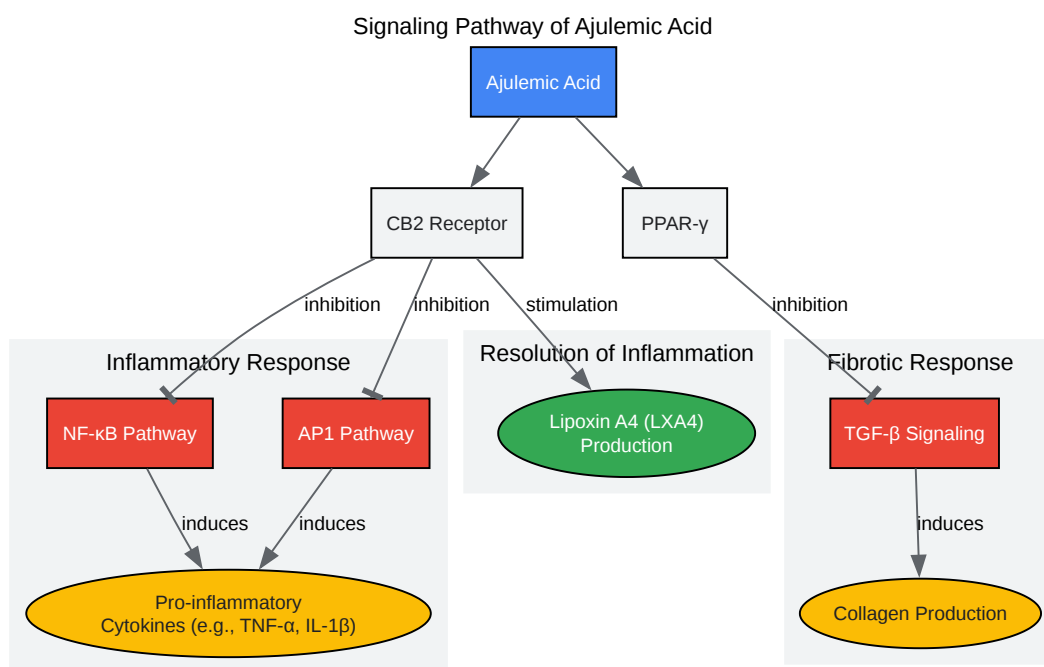 Signaling Pathway of Ajulemic Acid
Ajulemic Acid
CB2 Receptor
PPAR-γ
inhibition
inhibition
stimulation
inhibition
Inflammatory Response
Resolution of Inflammation
Fibrotic Response
NF-κB Pathway
AP1 Pathway
Lipoxin A4 (LXA4)
Production
TGF-β Signaling
induces
induces
induces
Pro-inflammatory
Cytokines (e.g., TNF-α, IL-1β)
Collagen Production